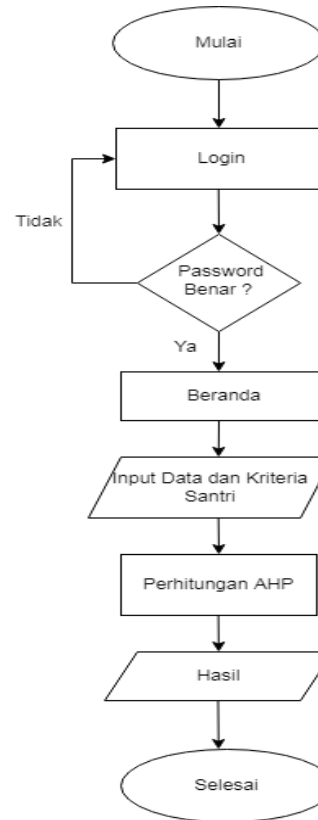 Mulai
Login
Tidak
Password
Benar ?
Ya
Beranda
Input Data dan Kriteria
Santri
Perhitungan AHP
Hasil
Selesai